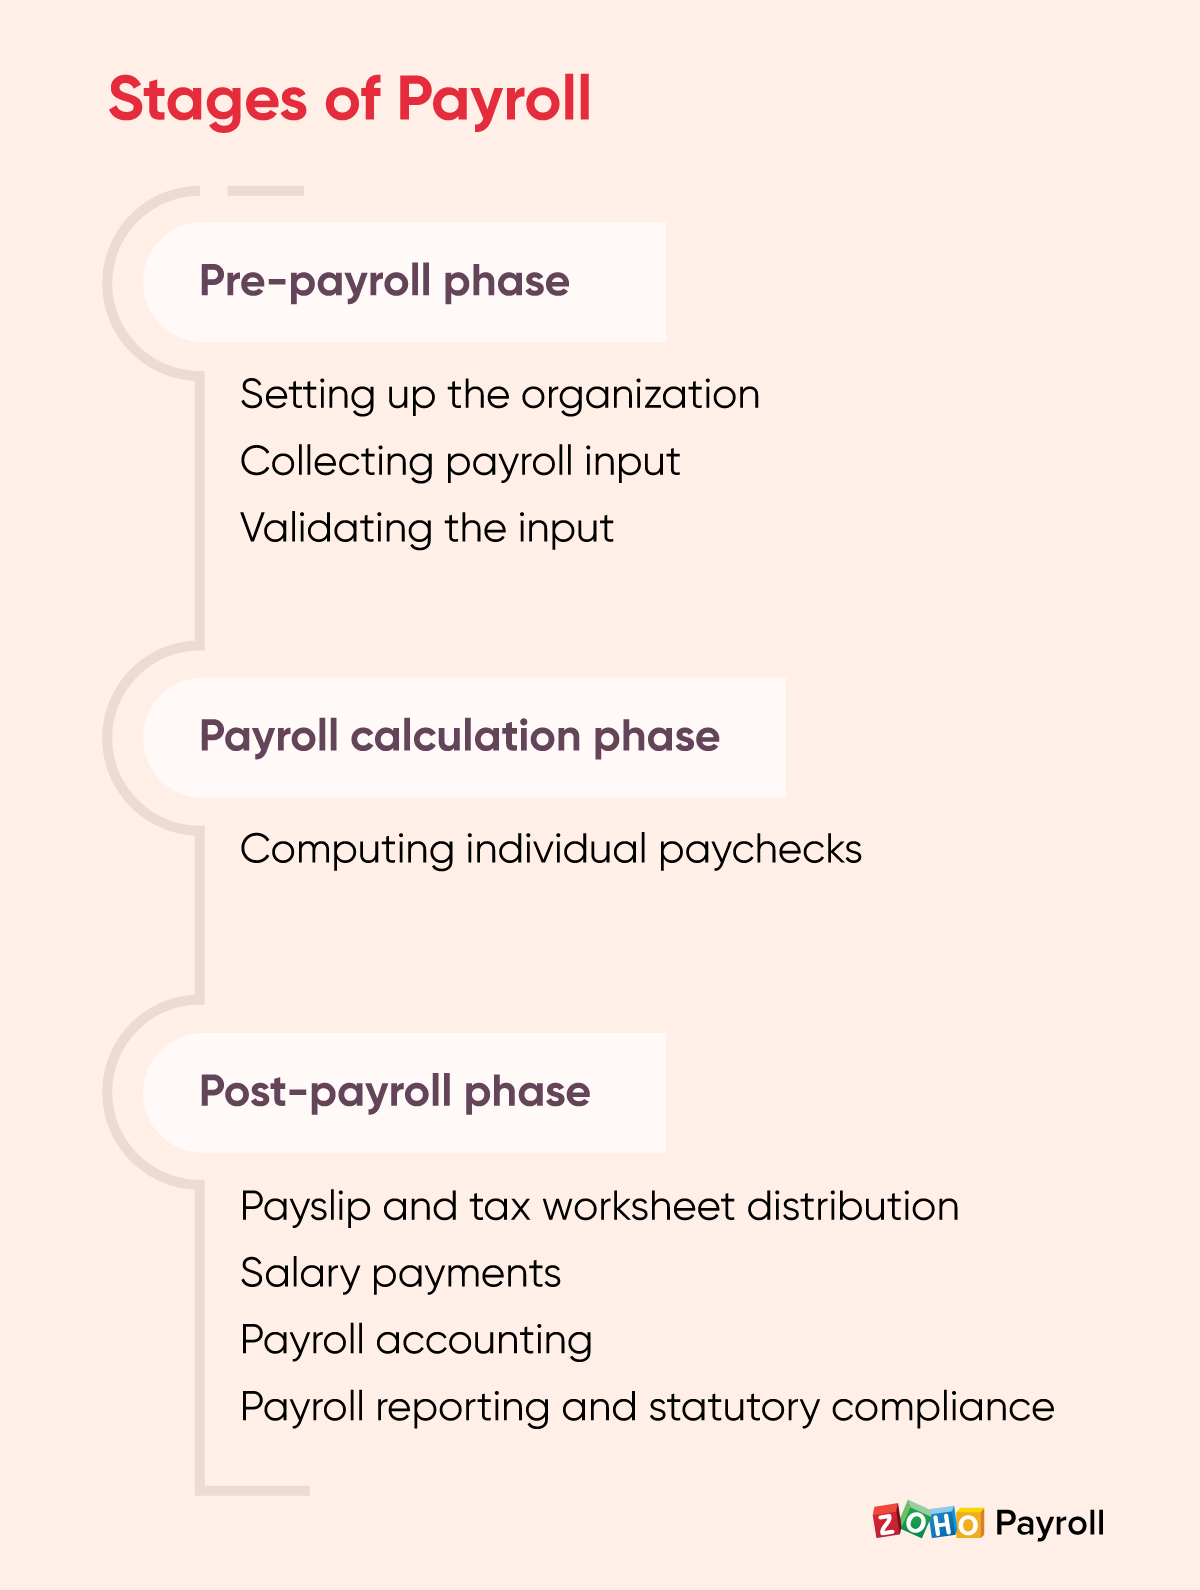 Stages of Payroll
Pre-payroll phase
Setting up the organization
Collecting payroll input
Validating the input
Payroll calculation phase
Computing individual paychecks
Post-payroll phase
Payslip and tax worksheet distribution
Salary payments
Payroll accounting
Payroll reporting and statutory compliance
ZOHO Payroll